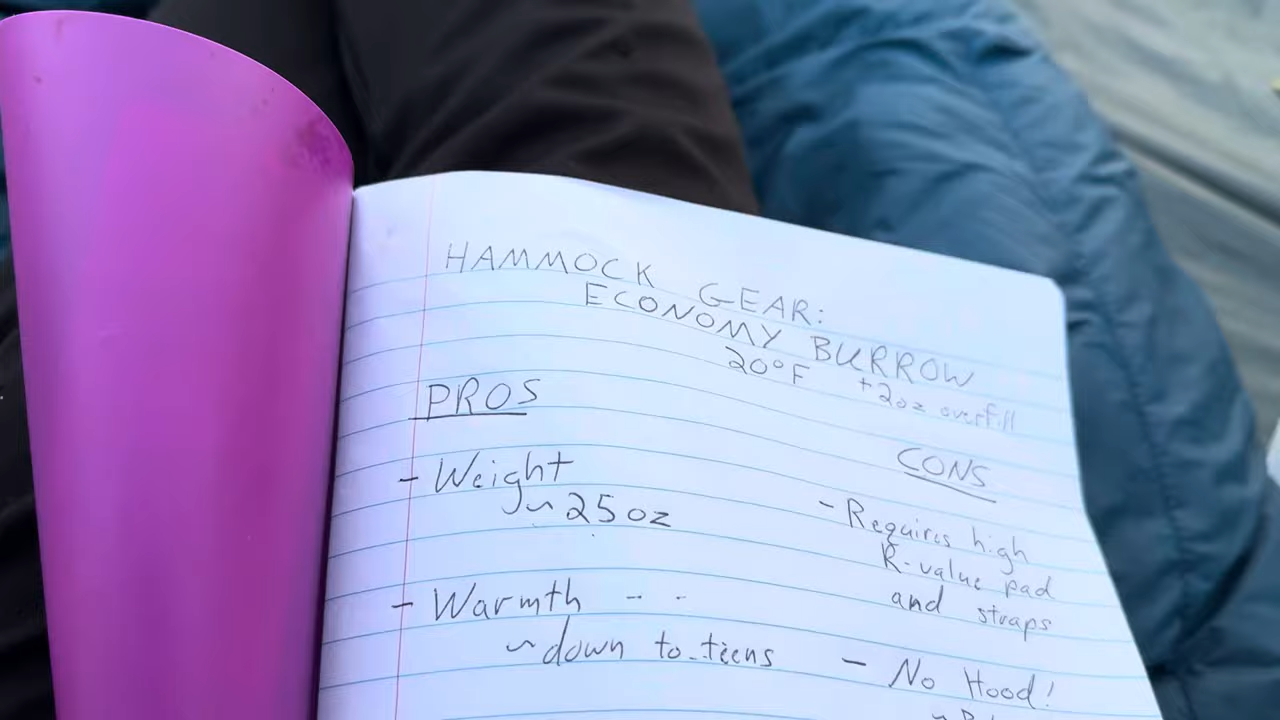 HAMMOCK GEAR:
ECONOMY BURROW
20°F +2oz overfill
PROS
- Weight
~25oz
- Warmth - -
~down to teens
CONS
- Requires high
R-value pad
and straps
- No Hood!